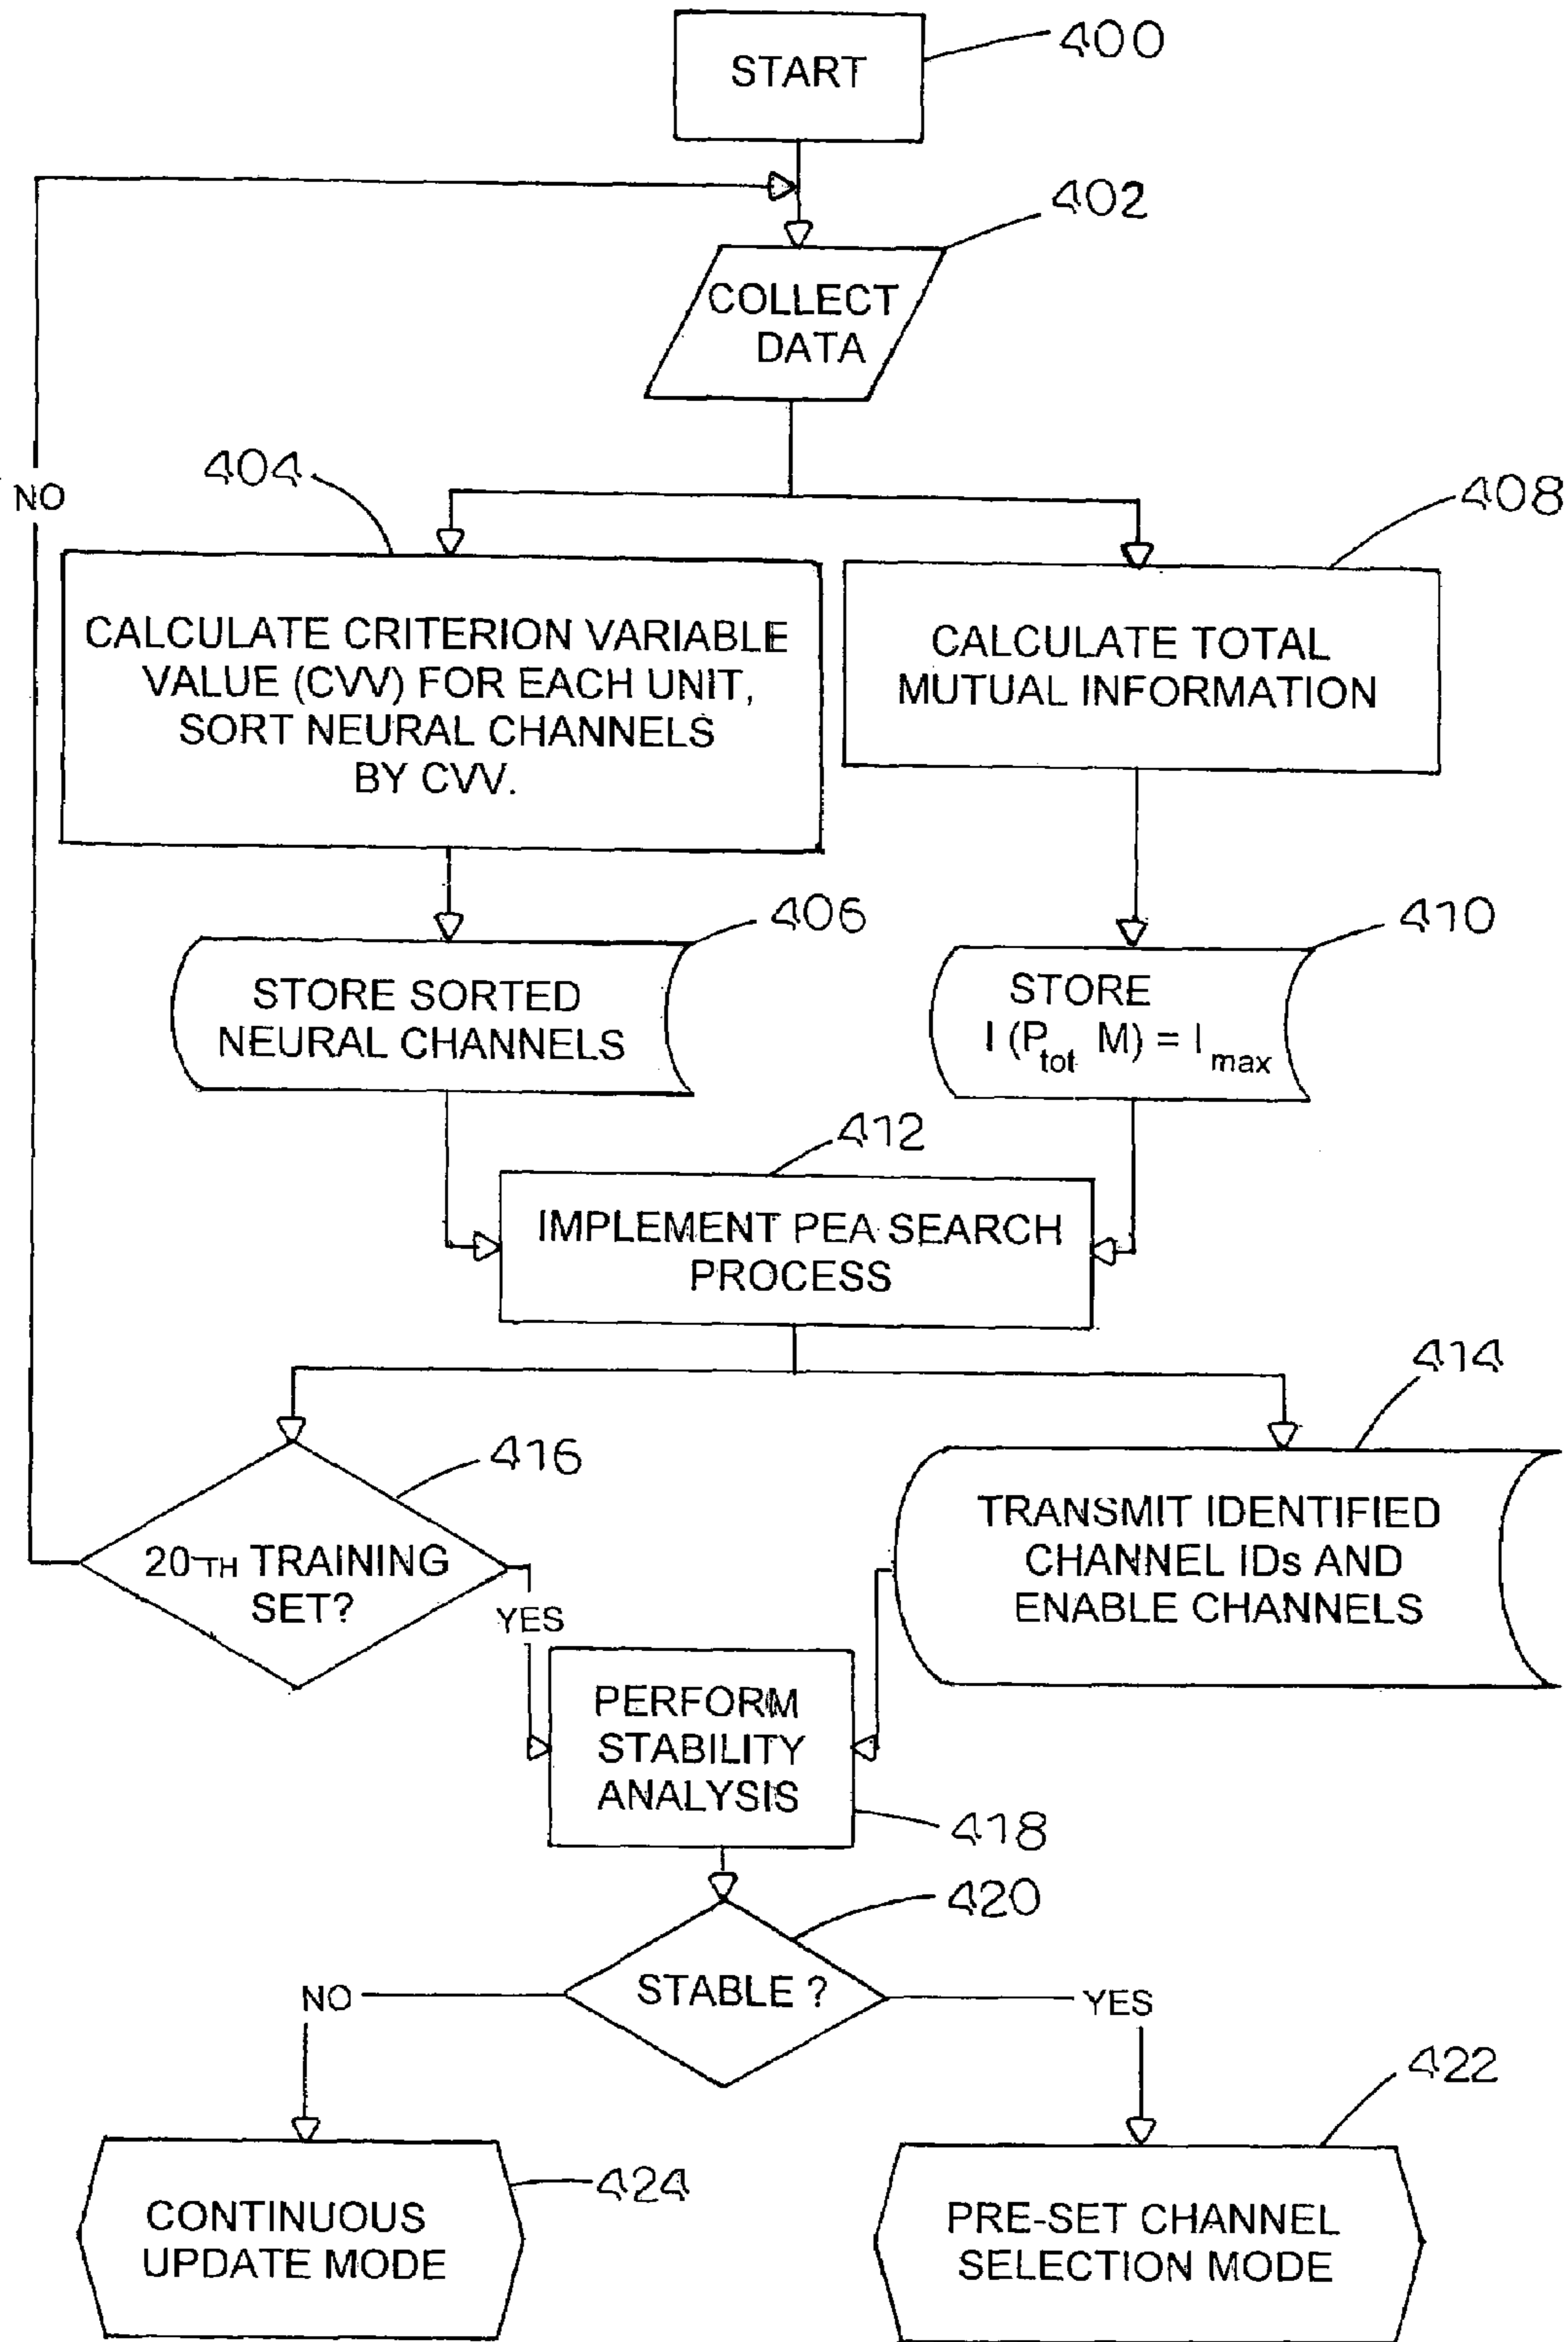 START
400
402
COLLECT
DATA
NO
404
408
CALCULATE CRITERION VARIABLE
VALUE (CVV) FOR EACH UNIT,
SORT NEURAL CHANNELS
BY CVV.
CALCULATE TOTAL
MUTUAL INFORMATION
406
410
STORE SORTED
NEURAL CHANNELS
STORE
I (Ptot M) = Imax
412
IMPLEMENT PEA SEARCH
PROCESS
414
416
20TH TRAINING
SET?
YES
TRANSMIT IDENTIFIED
CHANNEL IDs AND
ENABLE CHANNELS
PERFORM
STABILITY
ANALYSIS
418
420
STABLE ?
NO
YES
422
424
CONTINUOUS
UPDATE MODE
PRE-SET CHANNEL
SELECTION MODE